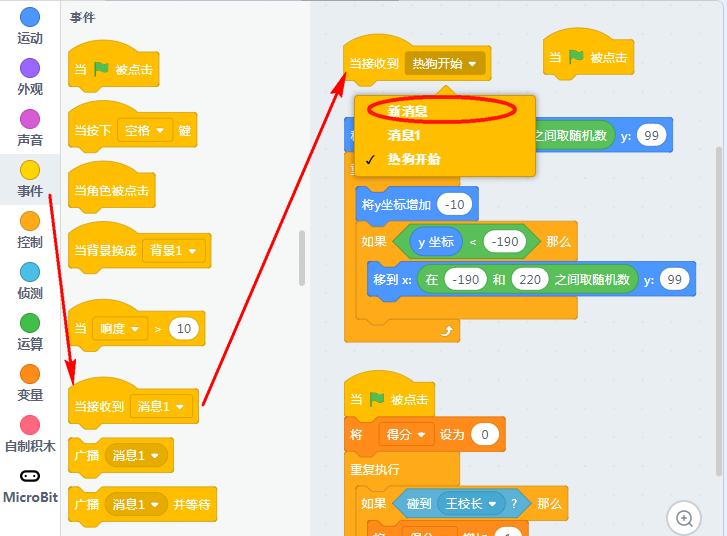 运动
外观
声音
事件
控制
侦测
运算
变量
自制积木
MicroBit
事件
当 被点击
当按下 空格 键
当角色被点击
当背景换成 背景1
当 响度 > 10
当接收到 消息1
广播 消息1
广播 消息1 并等待
当接收到 热狗开始
当 被点击
新消息
消息1
✓ 热狗开始
之间取随机数 y: 99
将y坐标增加 -10
如果 y 坐标 < -190 那么
移到 x: 在 -190 和 220 之间取随机数 y: 99
当 被点击
将 得分 设为 0
重复执行
如果 碰到 王校长 ? 那么